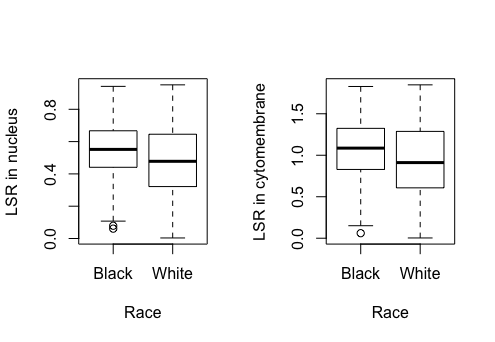 LSR in nucleus
0.8
0.4
0.0
Black White
Race
LSR in cytomembrane
1.5
1.0
0.5
0.0
Black White
Race